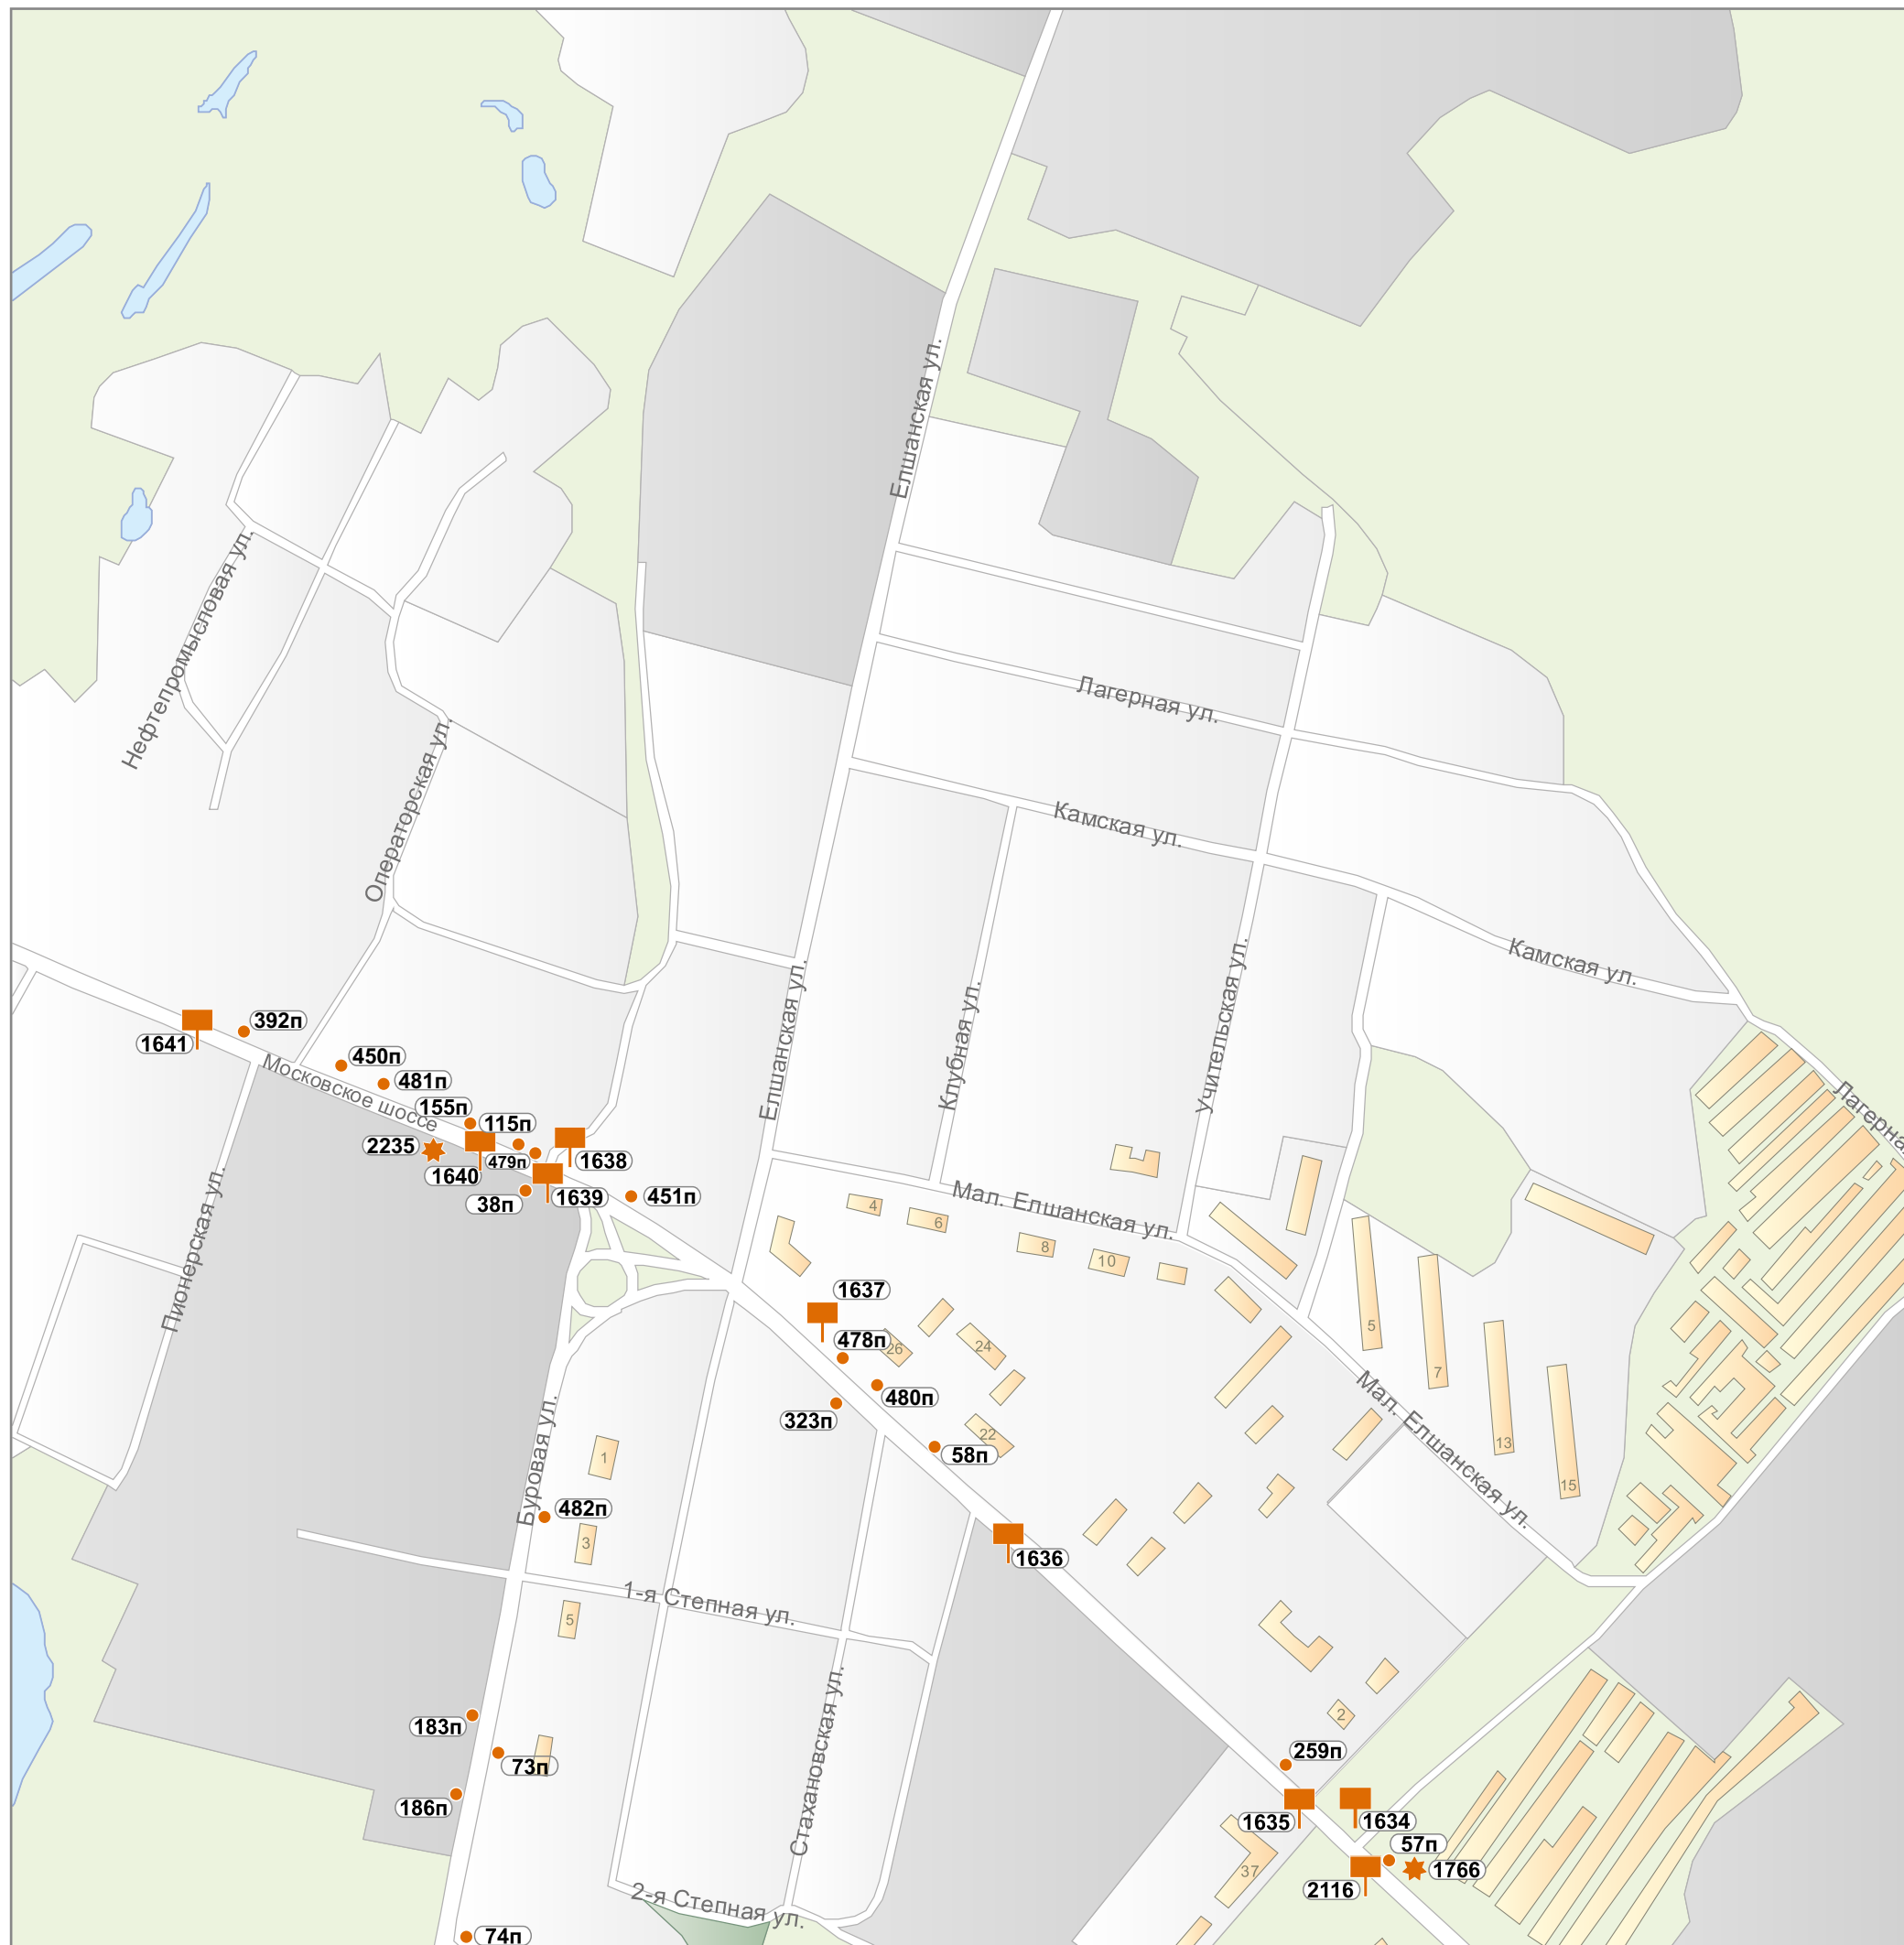 Елшанская ул.
Нефтепромысловая ул.
Лагерная ул.
Операторская ул.
Камская ул.
Камская ул.
Елшанская ул.
Клубная ул.
Учительская ул.
392п
1641
450п
Московское шоссе
481п
Лагерна
155п
115п
2235
479п
1638
1640
38п
1639
451п
Мал. Елшанская ул.
4
6
8
10
Пионерская ул.
1637
478п
26
24
5
7
480п
323п
22
58п
Мал. Елшанская ул.
13
15
Буровая ул.
1
482п
3
1636
1-я Степная ул.
5
Стахановская ул.
2
183п
73п
259п
186п
1635
1634
57п
37
1766
2116
2-я Степная ул.
74п